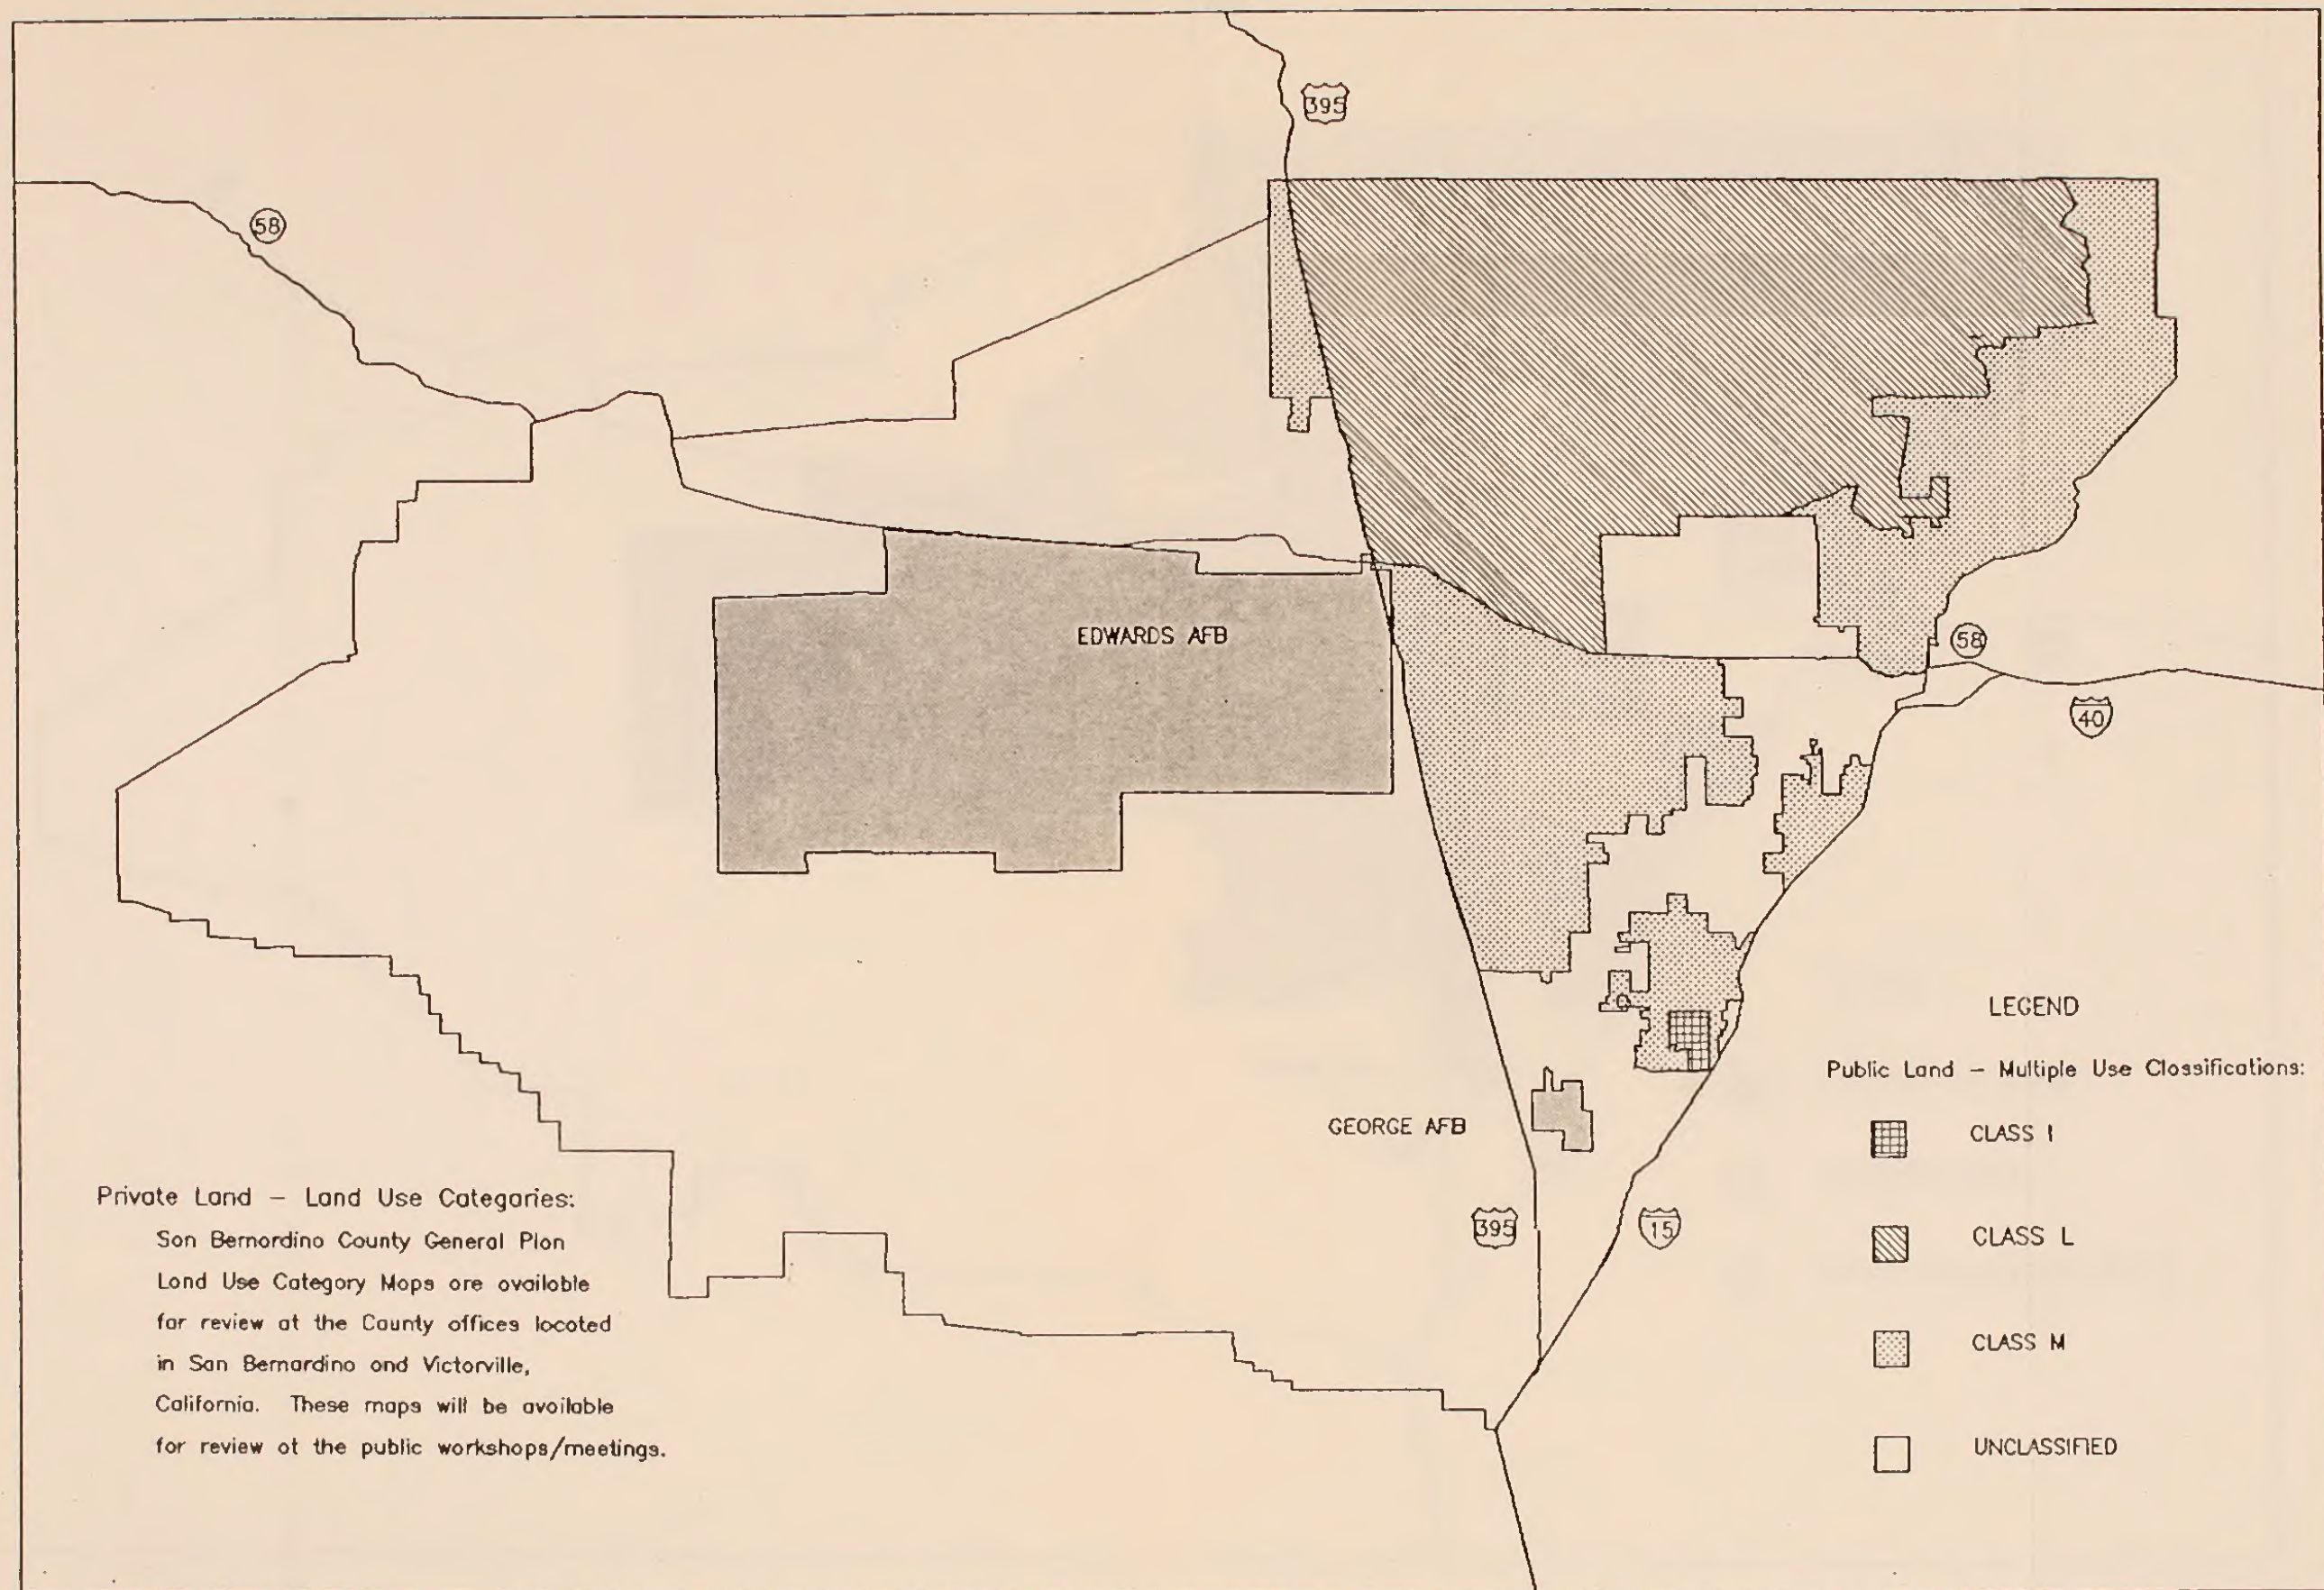 395
58
EDWARDS AFB
58
40
LEGEND
Public Land – Multiple Use Classifications:
CLASS I
CLASS L
CLASS M
UNCLASSIFIED
GEORGE AFB
395
15
Private Land – Land Use Categories:
San Bernardino County General Plan
Land Use Category Maps are available
for review at the County offices located
in San Bernardino and Victorville,
California. These maps will be available
for review at the public workshops/meetings.